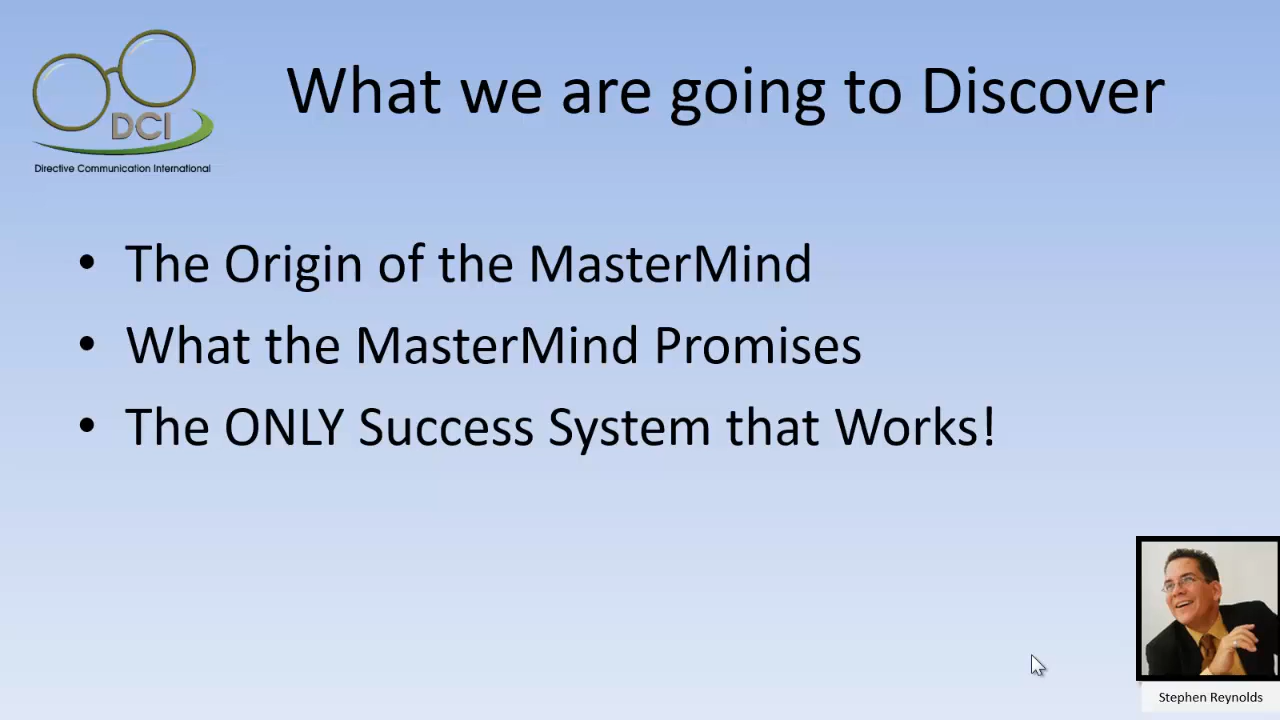 What we are going to Discover
DCI
Directive Communication International
• The Origin of the MasterMind
• What the MasterMind Promises
• The ONLY Success System that Works!
Stephen Reynolds